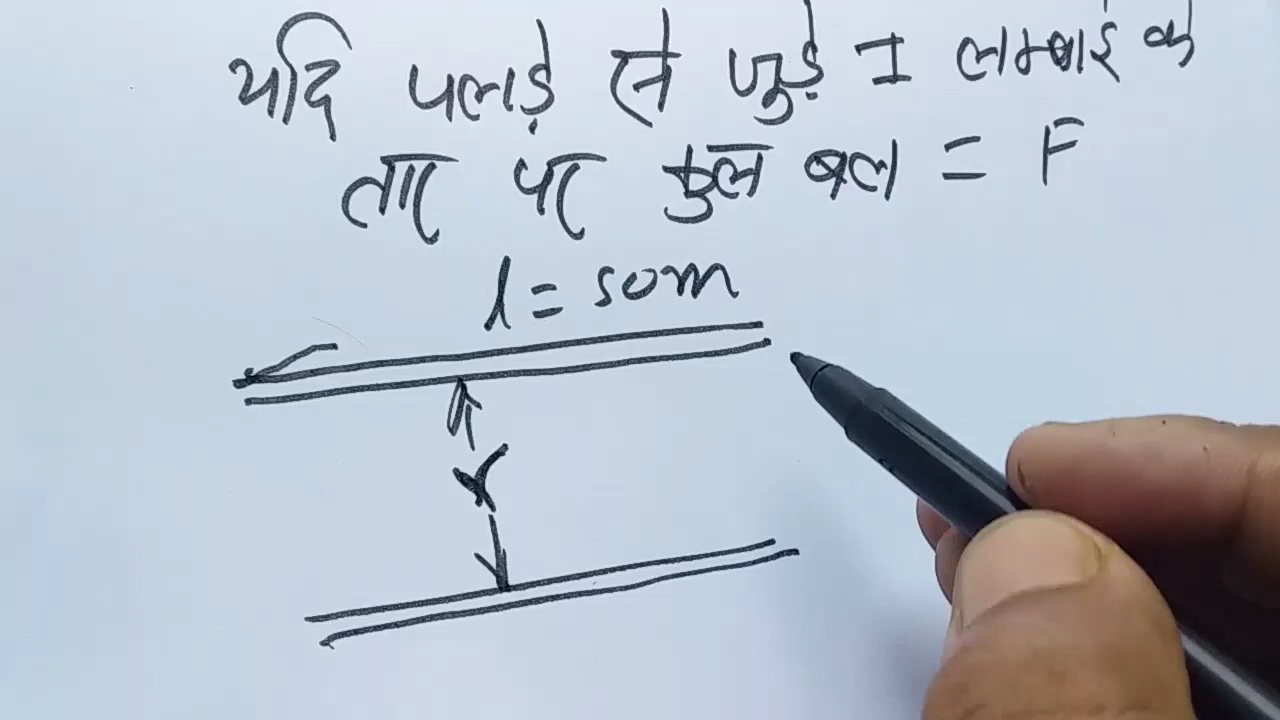 यदि पलड़े से जुड़े I लम्बाई के
तार पर कुल बल = F
l = 50m
r